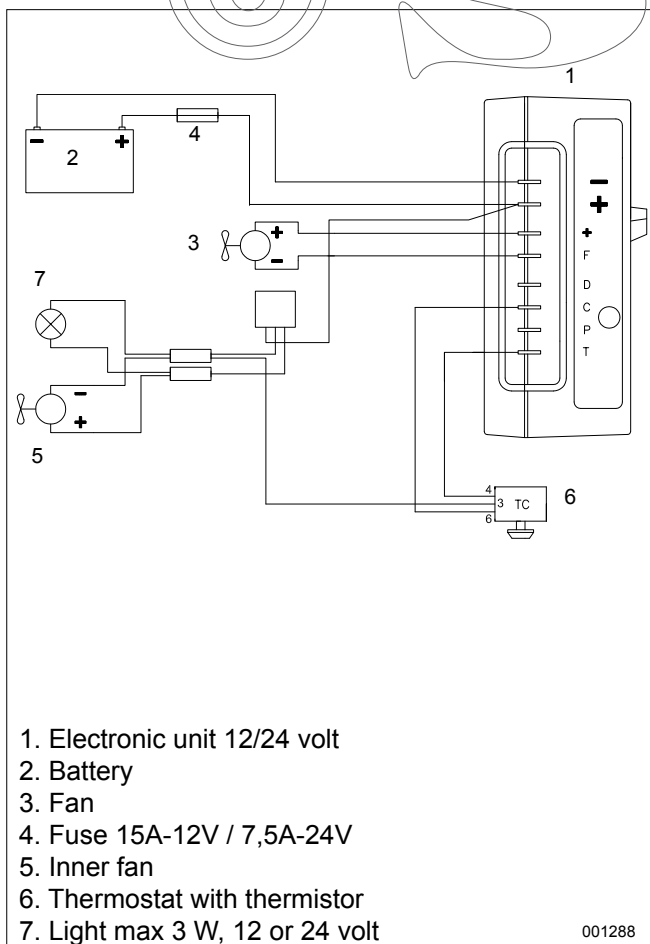 1
4
2
3
+
-
7
-
+
5
-
+
-
+
+
F
D
C
P
T
4
3 TC
6
6
1. Electronic unit 12/24 volt
2. Battery
3. Fan
4. Fuse 15A-12V / 7,5A-24V
5. Inner fan
6. Thermostat with thermistor
7. Light max 3 W, 12 or 24 volt
001288